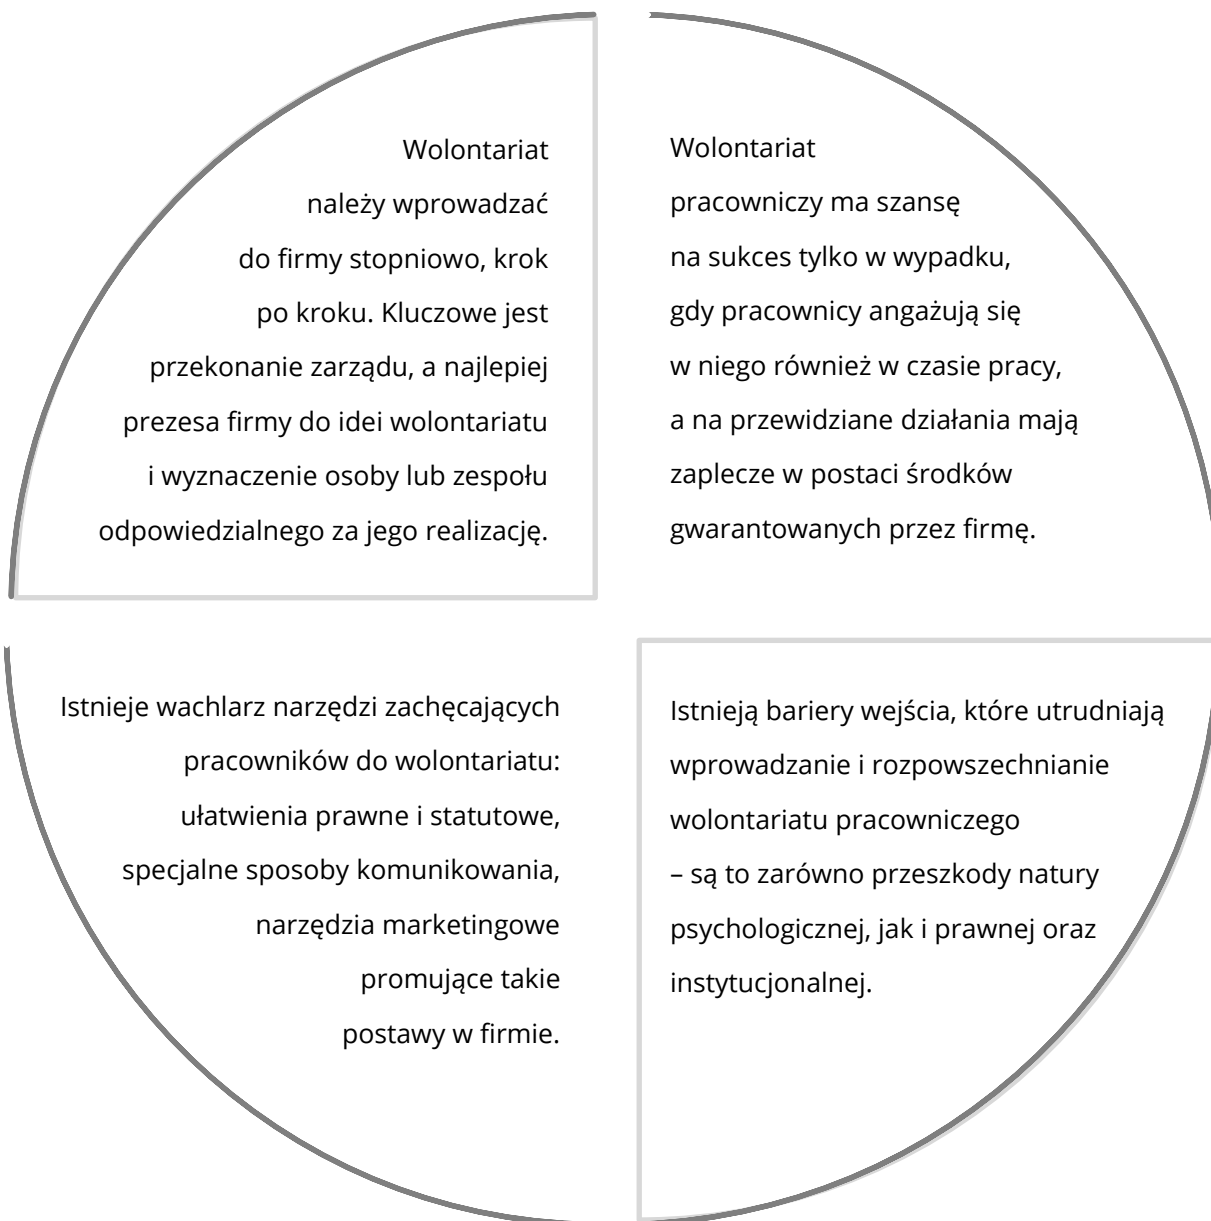 Wolontariat
należy wprowadzać
do firmy stopniowo, krok
po kroku. Kluczowe jest
przekonanie zarządu, a najlepiej
prezesa firmy do idei wolontariatu
i wyznaczenie osoby lub zespołu
odpowiedzialnego za jego realizację.
Wolontariat
pracowniczy ma szansę
na sukces tylko w wypadku,
gdy pracownicy angażują się
w niego również w czasie pracy,
a na przewidziane działania mają
zaplecze w postaci środków
gwarantowanych przez firmę.
Istnieje wachlarz narzędzi zachęcających
pracowników do wolontariatu:
ułatwienia prawne i statutowe,
specjalne sposoby komunikowania,
narzędzia marketingowe
promujące takie
postawy w firmie.
Istnieją bariery wejścia, które utrudniają
wprowadzanie i rozpowszechnianie
wolontariatu pracowniczego
– są to zarówno przeszkody natury
psychologicznej, jak i prawnej oraz
instytucjonalnej.